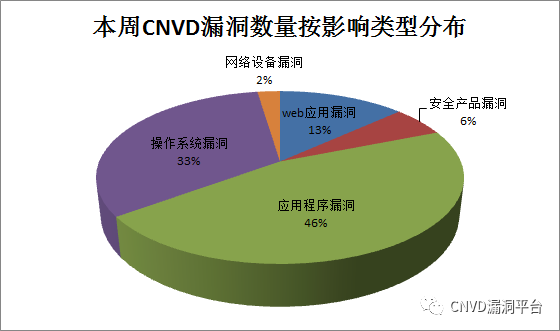 本周CNVD漏洞数量按影响类型分布
网络设备漏洞
2%
web应用漏洞
13%
安全产品漏洞
6%
操作系统漏洞
33%
应用程序漏洞
46%
CNVD漏洞平台